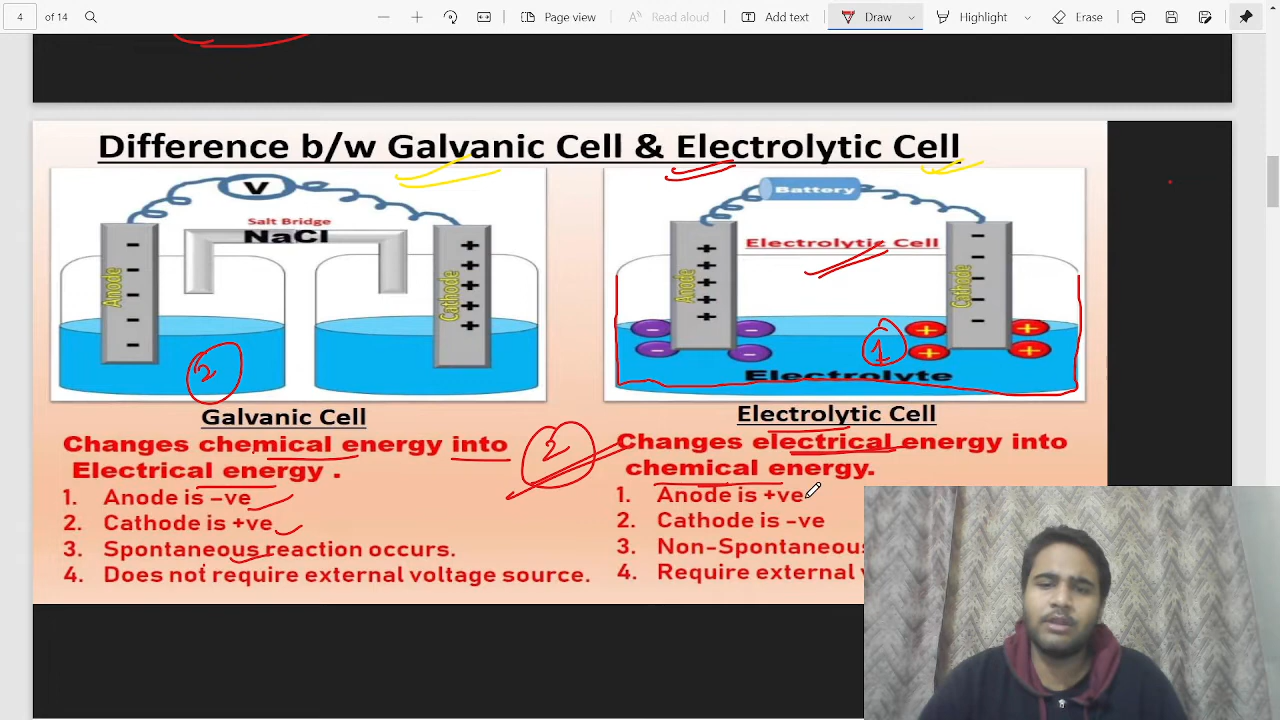 4 of 14
Page view
Read aloud
Add text
Draw
Highlight
Erase
Difference b/w Galvanic Cell & Electrolytic Cell
V
Salt Bridge
NaCl
Anode
Cathode
2
Battery
Electrolytic Cell
Anode
Cathode
1
Electrolyte
Galvanic Cell
Changes chemical energy into
Electrical energy .
1. Anode is –ve
2. Cathode is +ve
3. Spontaneous reaction occurs.
4. Does not require external voltage source.
2
Electrolytic Cell
Changes electrical energy into
chemical energy.
1. Anode is +ve
2. Cathode is –ve
3. Non-Spontaneous
4. Require external